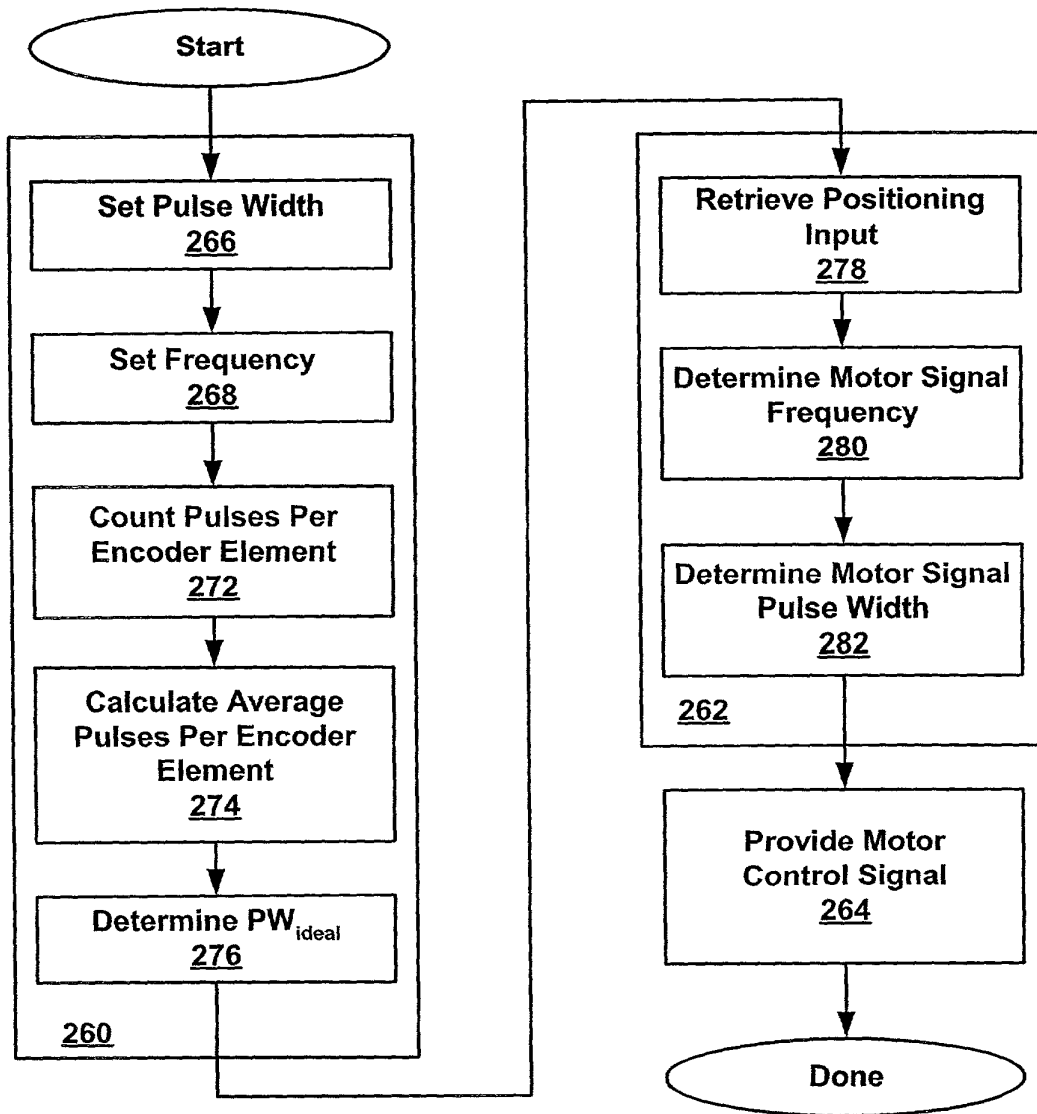 Start
Set Pulse Width
266
Set Frequency
268
Count Pulses Per
Encoder Element
272
Calculate Average
Pulses Per Encoder
Element
274
Determine PWideal
276
260
Retrieve Positioning
Input
278
Determine Motor Signal
Frequency
280
Determine Motor Signal
Pulse Width
282
262
Provide Motor
Control Signal
264
Done